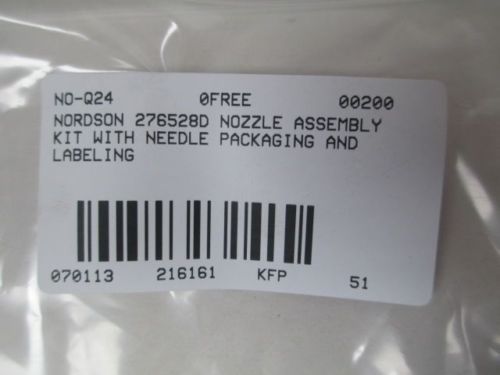 NO-Q24 0FREE 00200
NORDSON 276528D NOZZLE ASSEMBLY
KIT WITH NEEDLE PACKAGING AND
LABELING
070113 216161 KFP 51